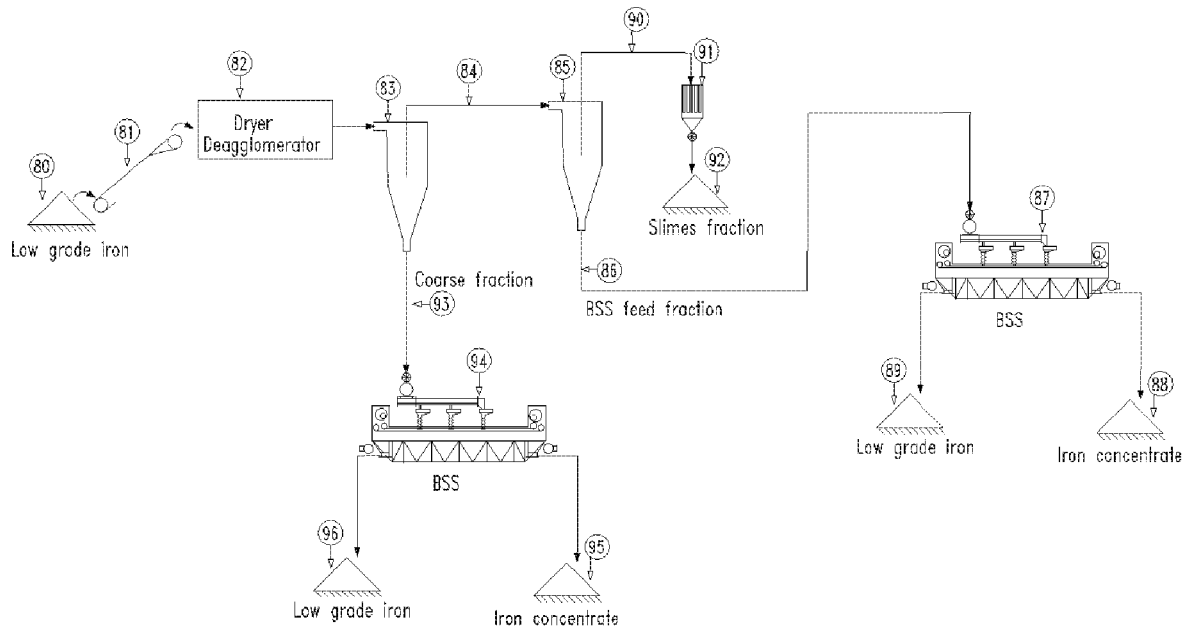 90
82
83
84
85
91
Dryer
Deagglomerator
81
80
92
Low grade iron
Slimes fraction
87
Coarse fraction
86
93
BSS feed fraction
BSS
94
89
88
Low grade iron
Iron concentrate
BSS
96
95
Low grade iron
Iron concentrate